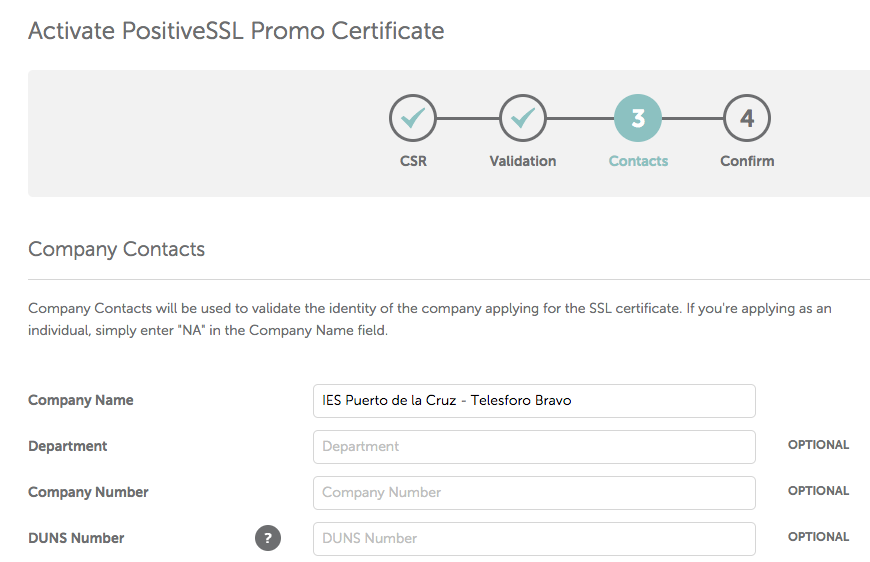 Activate PositiveSSL Promo Certificate
3
4
CSR
Validation
Contacts
Confirm
Company Contacts
Company Contacts will be used to validate the identity of the company applying for the SSL certificate. If you're applying as an
individual, simply enter "NA" in the Company Name field.
Company Name
IES Puerto de la Cruz - Telesforo Bravo
Department
Department
OPTIONAL
Company Number
Company Number
OPTIONAL
DUNS Number
?
DUNS Number
OPTIONAL